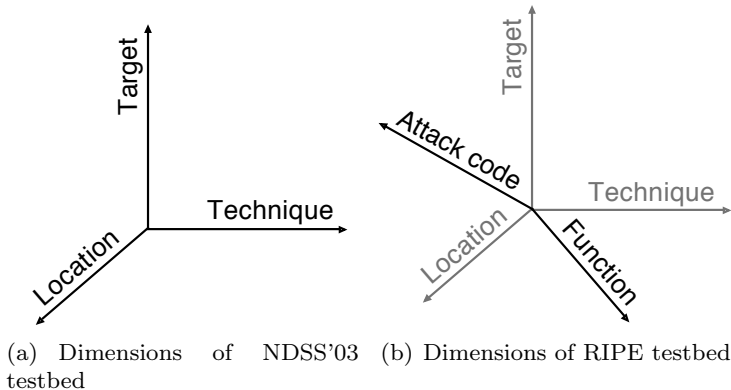 Target
Technique
Location
(a) Dimensions of NDSS'03
testbed
Target
Attack code
Technique
Location
Function
(b) Dimensions of RIPE testbed